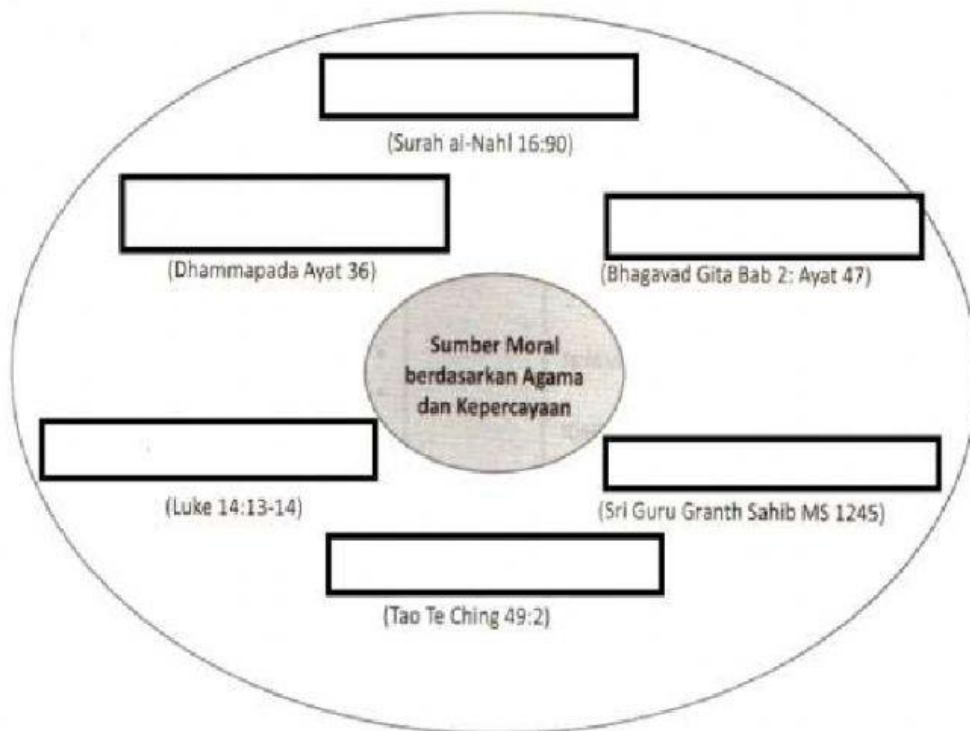 (Surah al-Nahl 16:90)
(Dhammapada Ayat 36)
(Bhagavad Gita Bab 2: Ayat 47)
Sumber Moral
berdasarkan Agama
dan Kepercayaan
(Luke 14:13-14)
(Sri Guru Granth Sahib MS 1245)
(Tao Te Ching 49:2)